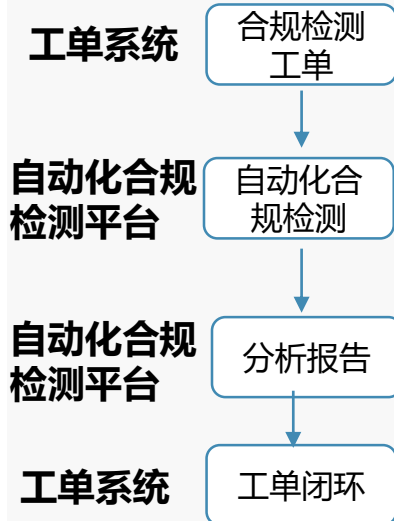 工单系统
合规检测
工单
自动化合规
检测平台
自动化合
规检测
自动化合规
检测平台
分析报告
工单系统
工单闭环